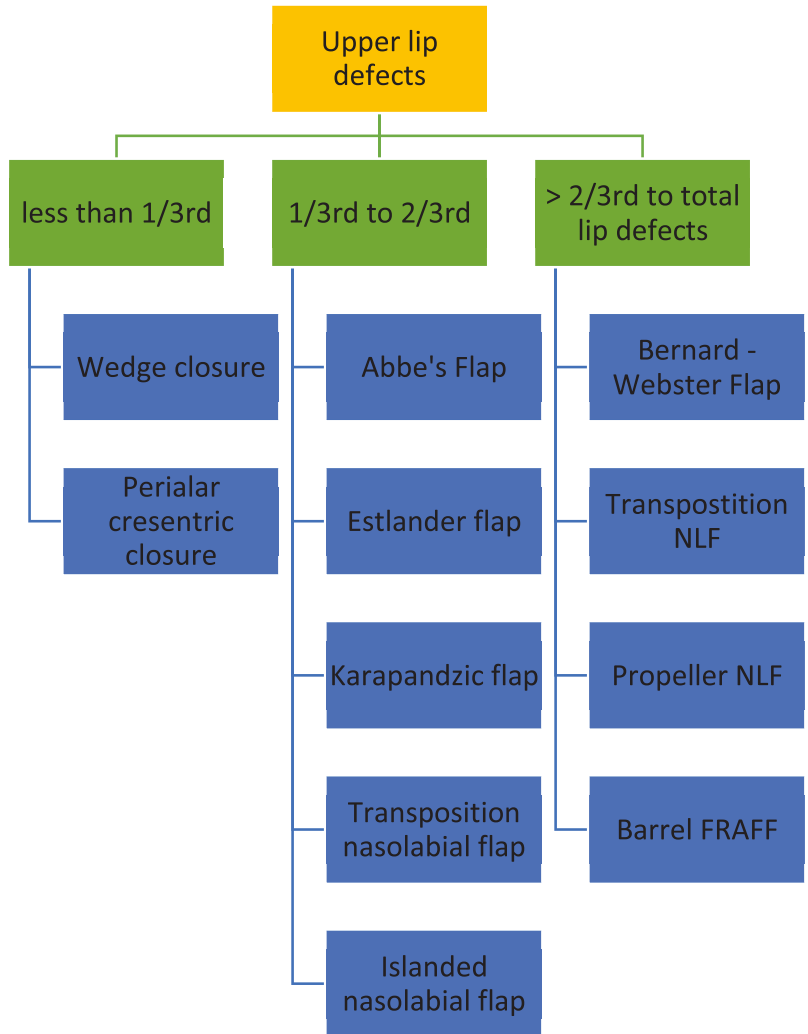 Upper lip
defects
less than 1/3rd
1/3rd to 2/3rd
> 2/3rd to total
lip defects
Wedge closure
Perialar
cresentric
closure
Abbe's Flap
Estlander flap
Karapandzic flap
Transposition
nasolabial flap
Islanded
nasolabial flap
Bernard -
Webster Flap
Transpostition
NLF
Propeller NLF
Barrel FRAFF